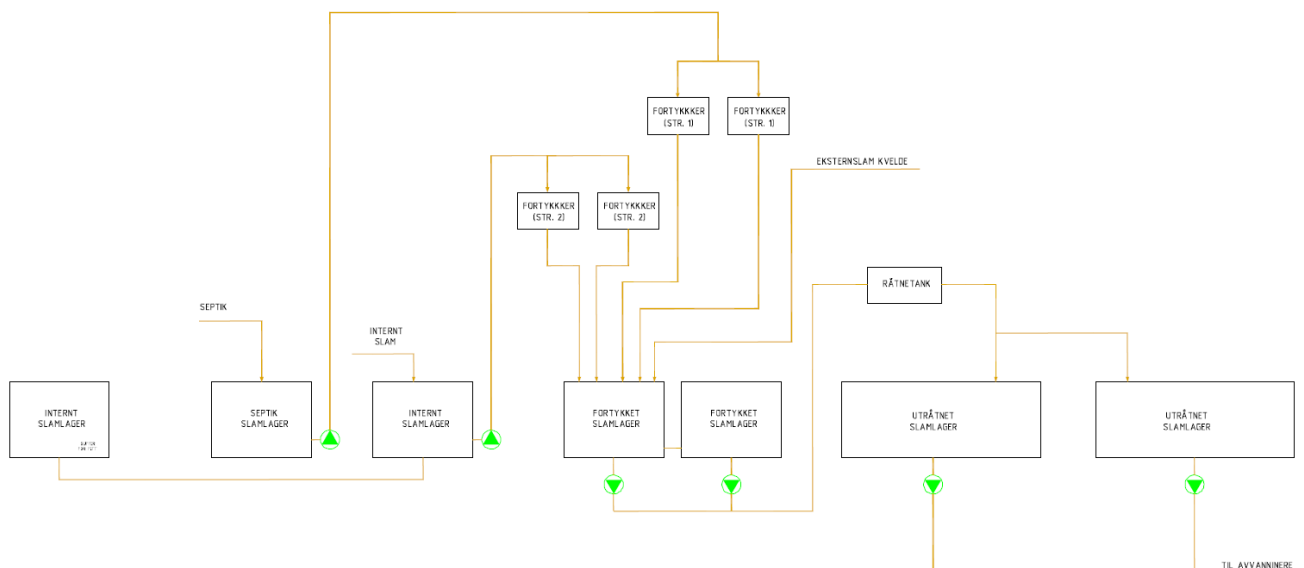 FORTYKKKER
(STR. 1)
FORTYKKKER
(STR. 1)
EKSTERNSLAM KVELDE
FORTYKKKER
(STR. 2)
FORTYKKKER
(STR. 2)
RÅTNETANK
SEPTIK
INTERNT
SLAM
INTERNT
SLAMLAGER
SEPTIK
SLAMLAGER
INTERNT
SLAMLAGER
FORTYKKET
SLAMLAGER
FORTYKKET
SLAMLAGER
UTRÅTNET
SLAMLAGER
UTRÅTNET
SLAMLAGER
TIL AVVANNINERE